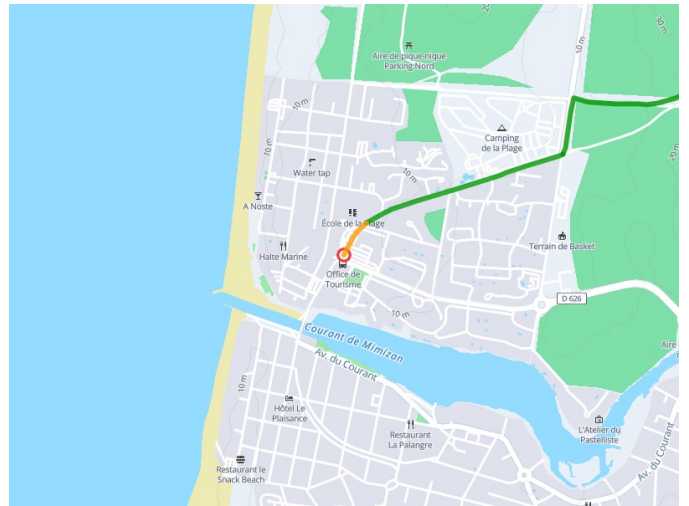 30 m
10 m
Aire de pique-nique
Parking Nord
10 m
10 m
Camping
de la Plage
20 m
Water tap
10 m
A Noste
École de la Plage
Halte Marine
Terrain de Basket
Office de
Tourisme
D 626
10 m
Courant de Mimizan
Av. du Courant
Aire de
10 m
Hôtel Le
Plaisance
Restaurant
La Palangre
L'Atelier du
Pastelliste
Av. du Courant
Restaurant le
Snack Beach